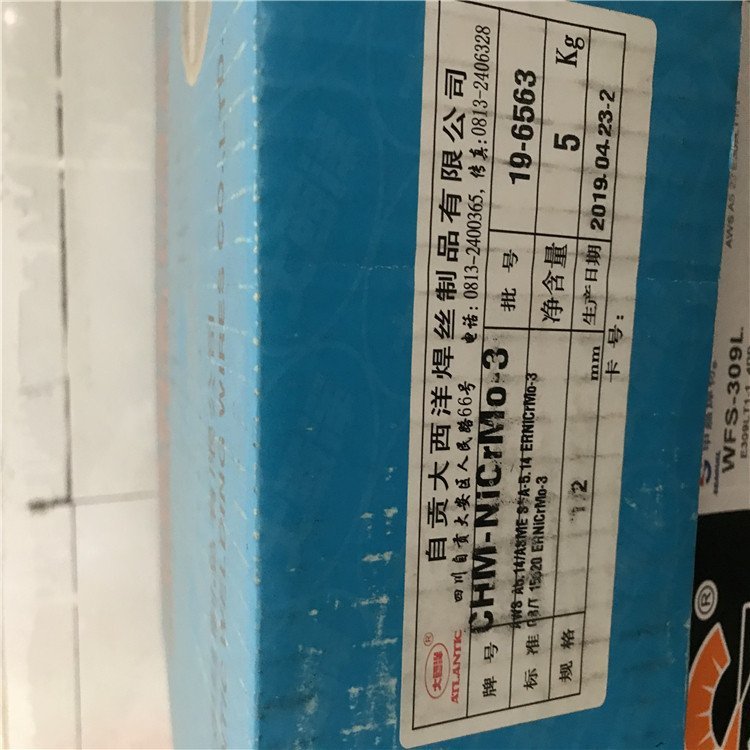 大西洋®
ATLANTIC
自贡大西洋焊丝制品有限公司
四川自贡大安区人民路66号 电话:0813-2400365,传真:0813-2406328
牌号 CHM-NiCrMo-3 批号 19-6563
标准 AWS A5.14/ASME SFA-5.14 ERNiCrMo-3
GB/T 15620 ERNiCrMo-3
净含量 5 Kg
规格 1.2 mm 生产日期 2019.04.23-2
卡号:
WIRES CO.,LTD.
WFS-309L
®